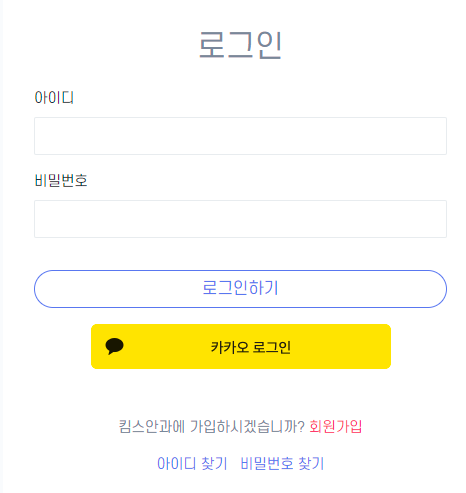 로그인
아이디
비밀번호
로그인하기
카카오 로그인
킴스안과에 가입하시겠습니까? 회원가입
아이디 찾기 비밀번호 찾기